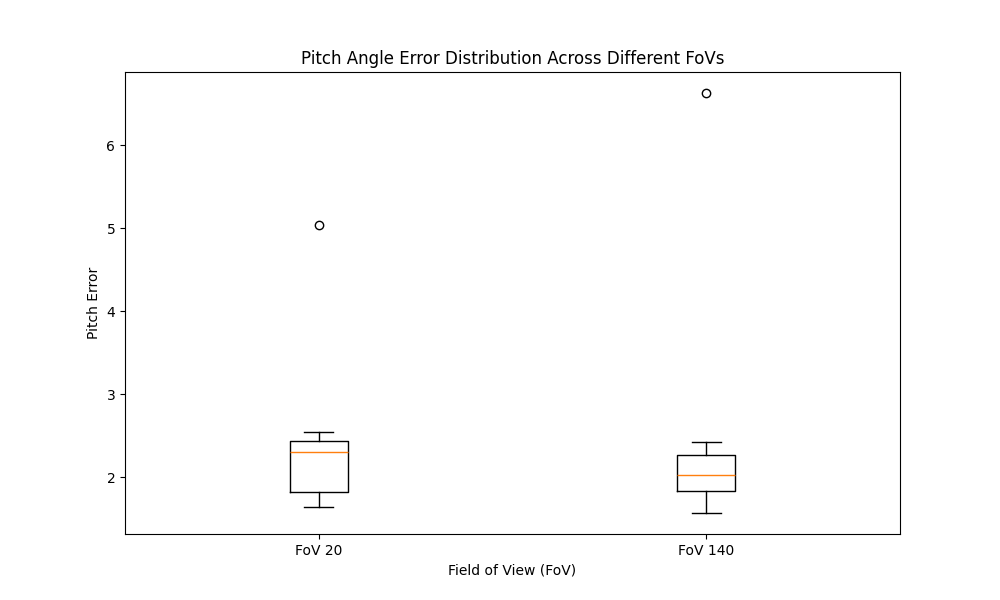 Pitch Angle Error Distribution Across Different FoVs
6
5
4
3
2
Pitch Error
FoV 20
FoV 140
Field of View (FoV)